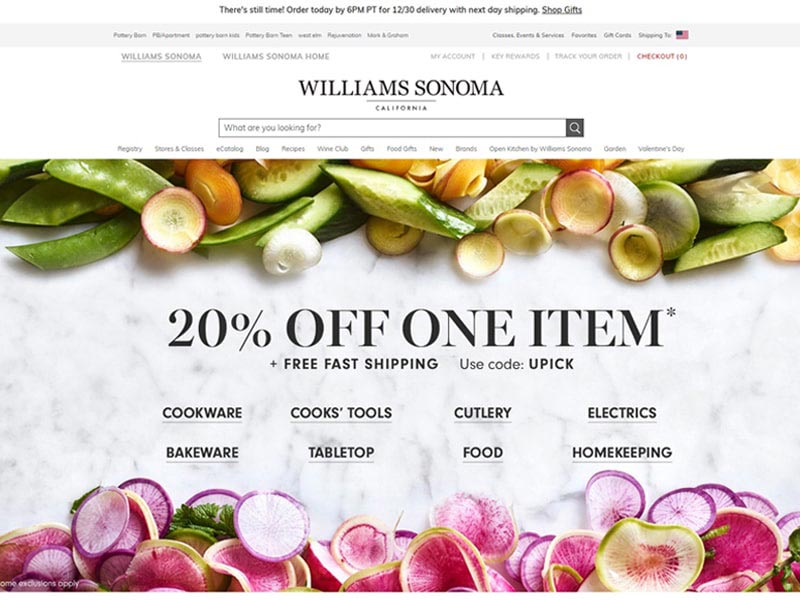 There's still time! Order today by 6PM PT for 12/30 delivery with next day shipping. Shop Gifts
Pottery Barn PB/Apartment pottery barn kids Pottery Barn Teen west elm Rejuvenation Mark & Graham Classes, Events & Services Favorites Gift Cards Shipping To:
WILLIAMS SONOMA WILLIAMS SONOMA HOME MY ACCOUNT | KEY REWARDS | TRACK YOUR ORDER | CHECKOUT (0)
WILLIAMS SONOMA
CALIFORNIA
What are you looking for?
Registry Stores & Classes eCatalog Blog Recipes Wine Club Gifts Food Gifts New Brands Open Kitchen by Williams Sonoma Garden Valentine's Day
20% OFF ONE ITEM*
+ FREE FAST SHIPPING Use code: UPICK
COOKWARE COOKS' TOOLS CUTLERY ELECTRICS
BAKEWARE TABLETOP FOOD HOMEKEEPING
ome exclusions apply